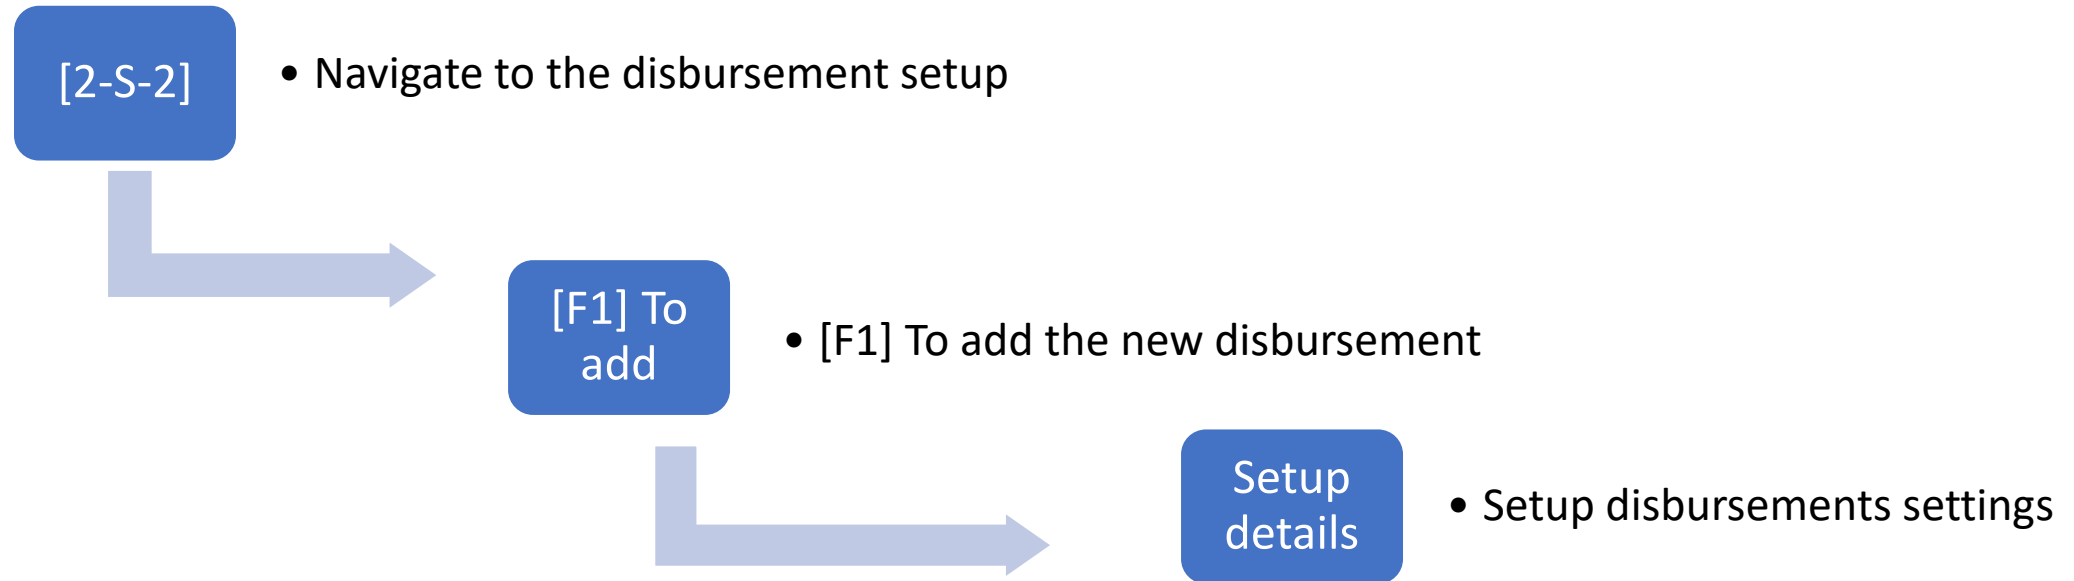 [2-S-2]
• Navigate to the disbursement setup
[F1] To
add
• [F1] To add the new disbursement
Setup
details
• Setup disbursements settings